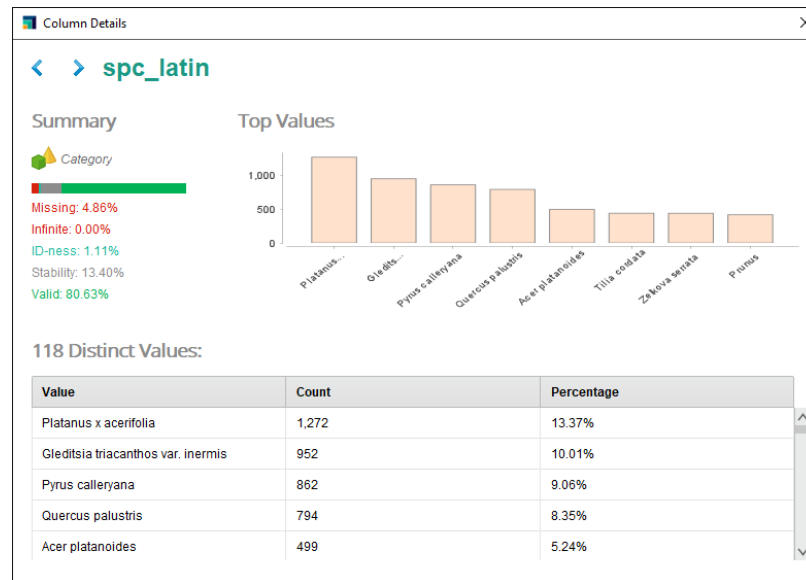 Column Details
spc_latin
Summary
Top Values
Category
Missing: 4.86%
Infinite: 0.00%
ID-ness: 1.11%
Stability: 13.40%
Valid: 80.63%
1,000
500
0
Platanus...
Gledits...
Pyrus calleryana
Quercus palustris
Acer platanoides
Tilia cordata
Zelkova serrata
Prunus
118 Distinct Values:
Value Count Percentage
Platanus x acerifolia 1,272 13.37%
Gleditsia triacanthos var. inermis 952 10.01%
Pyrus calleryana 862 9.06%
Quercus palustris 794 8.35%
Acer platanoides 499 5.24%